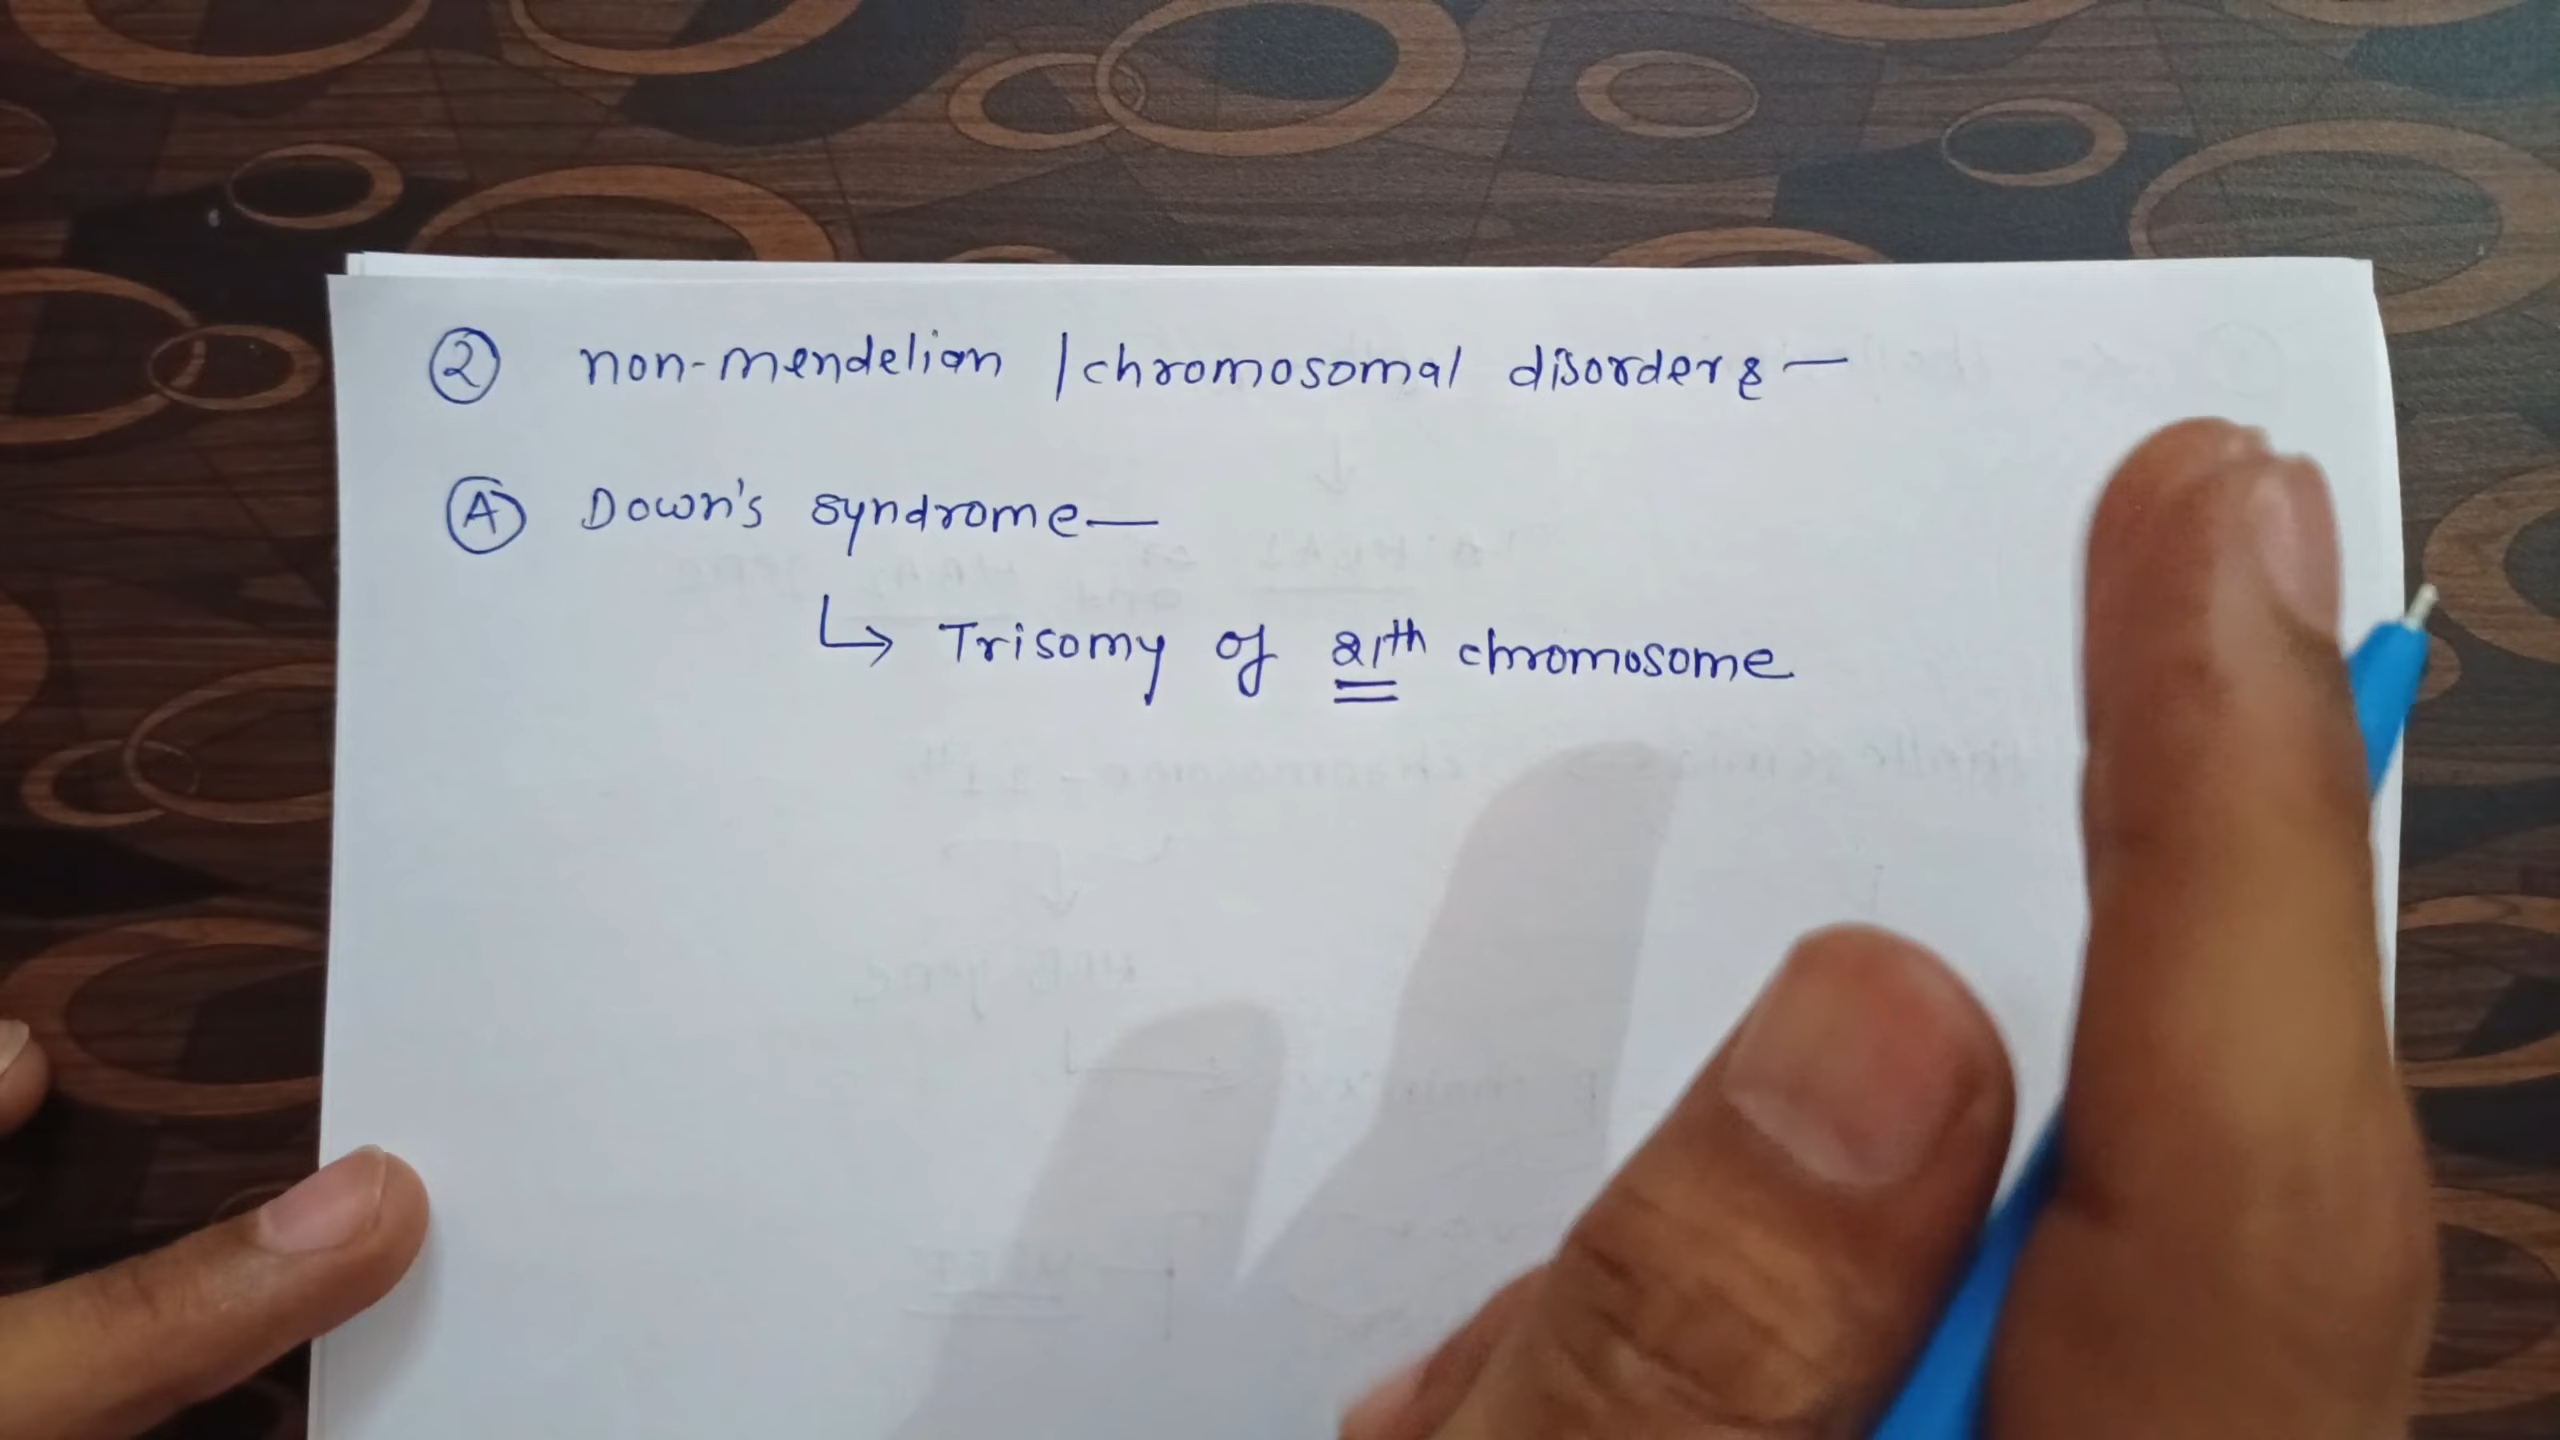 ② non-mendelian / chromosomal disorders —
Ⓐ Down's syndrome —
↳ Trisomy of 21th chromosome